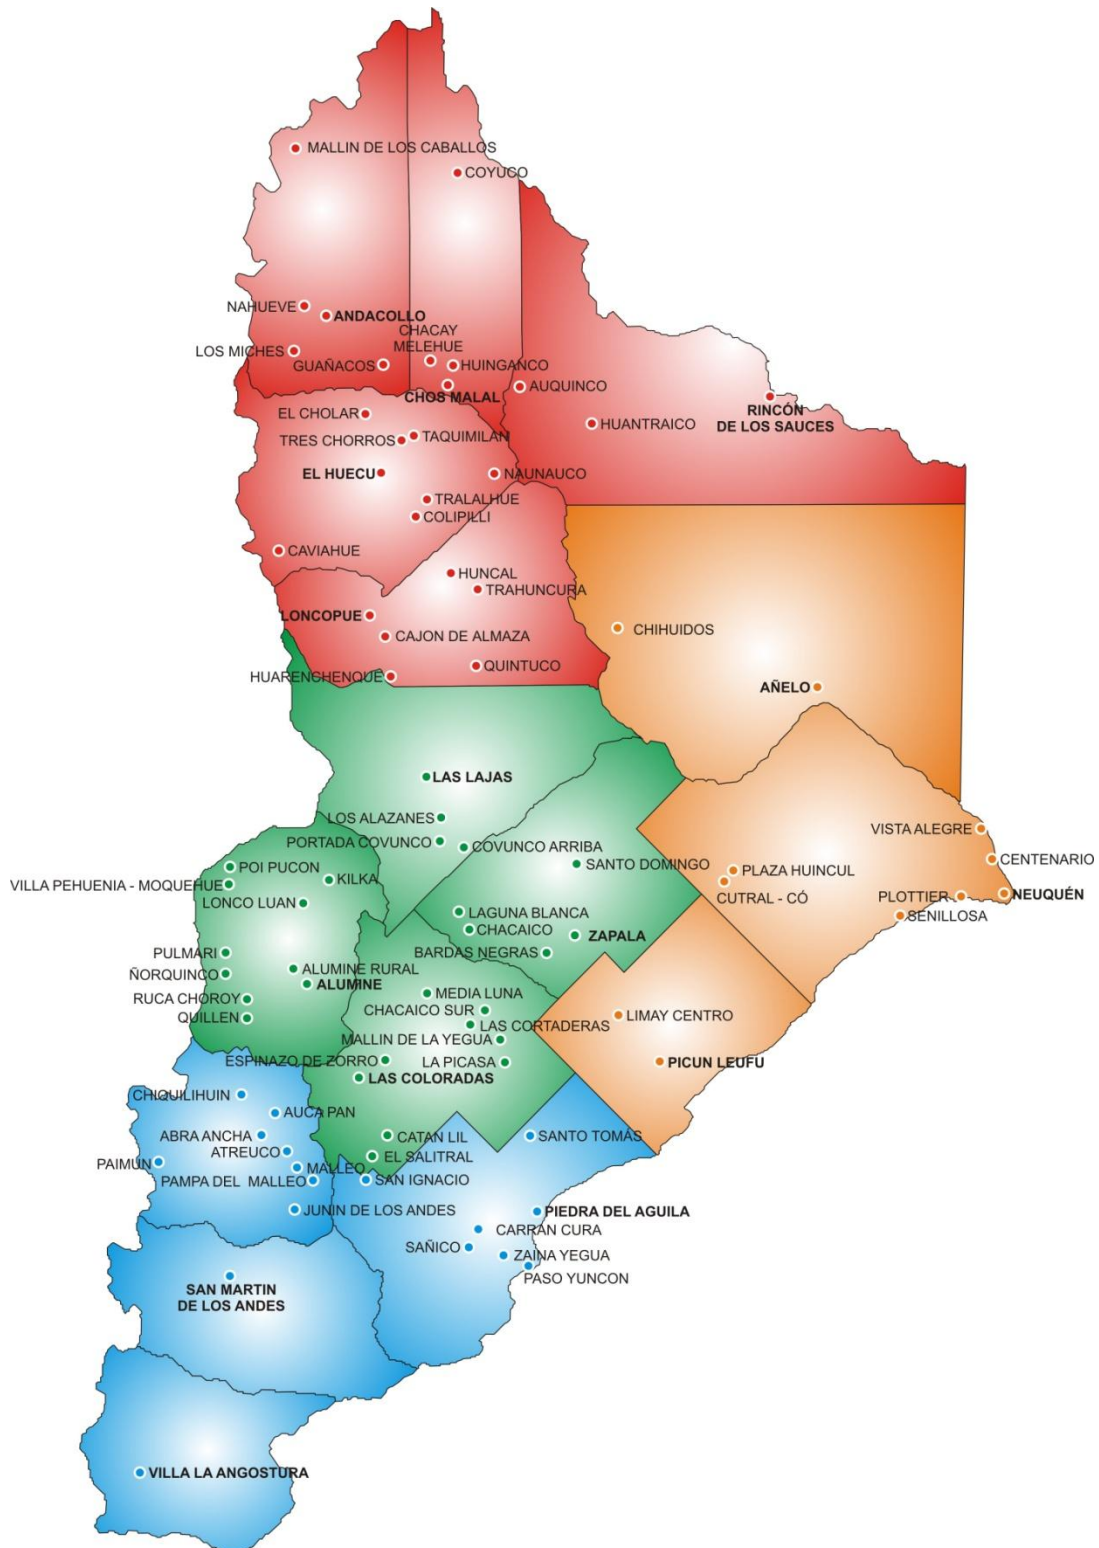 MALLIN DE LOS CABALLOS
COYUCO
NAHUEVE
ANDACOLLO
CHACAY
MELEHUE
LOS MICHES
GUAÑACOS
HUINGANCO
CHOS MALAL
AUQUINCO
RINCÓN
DE LOS SAUCES
HUANTRAICO
EL CHOLAR
TAQUIMILAN
TRES CHORROS
EL HUECU
NAUNAUCO
TRALALHUE
COLIPILLI
CAVIAHUE
HUNCAL
TRAHUNCURA
LONCOPUE
CAJON DE ALMAZA
CHIHUIDOS
QUINTUCO
HUARENCHENQUE
AÑELO
LAS LAJAS
LOS ALAZANES
VISTA ALEGRE
PORTADA COVUNCO
COVUNCO ARRIBA
CENTENARIO
SANTO DOMINGO
POI PUCON
PLAZA HUINCUL
KILKA
VILLA PEHUENIA - MOQUEHUE
CUTRAL - CÓ
NEUQUÉN
PLOTTIER
LONCO LUAN
LAGUNA BLANCA
SENILLOSA
CHACAICO
ZAPALA
PULMARI
BARDAS NEGRAS
ALUMINE RURAL
ÑORQUINCO
ALUMINE
MEDIA LUNA
RUCA CHOROY
CHACAICO SUR
LIMAY CENTRO
QUILLEN
LAS CORTADERAS
MALLIN DE LA YEGUA
ESPINAZO DE ZORRO
LA PICASA
PICUN LEUFU
LAS COLORADAS
CHIQUILIHUIN
AUCA PAN
ABRA ANCHA
CATAN LIL
SANTO TOMÁS
ATREUCO
EL SALITRAL
PAIMUN
MALLEO
PAMPA DEL MALLEO
SAN IGNACIO
JUNIN DE LOS ANDES
PIEDRA DEL AGUILA
CARRAN CURA
SAÑICO
ZAINA YEGUA
PASO YUNCON
SAN MARTIN
DE LOS ANDES
VILLA LA ANGOSTURA